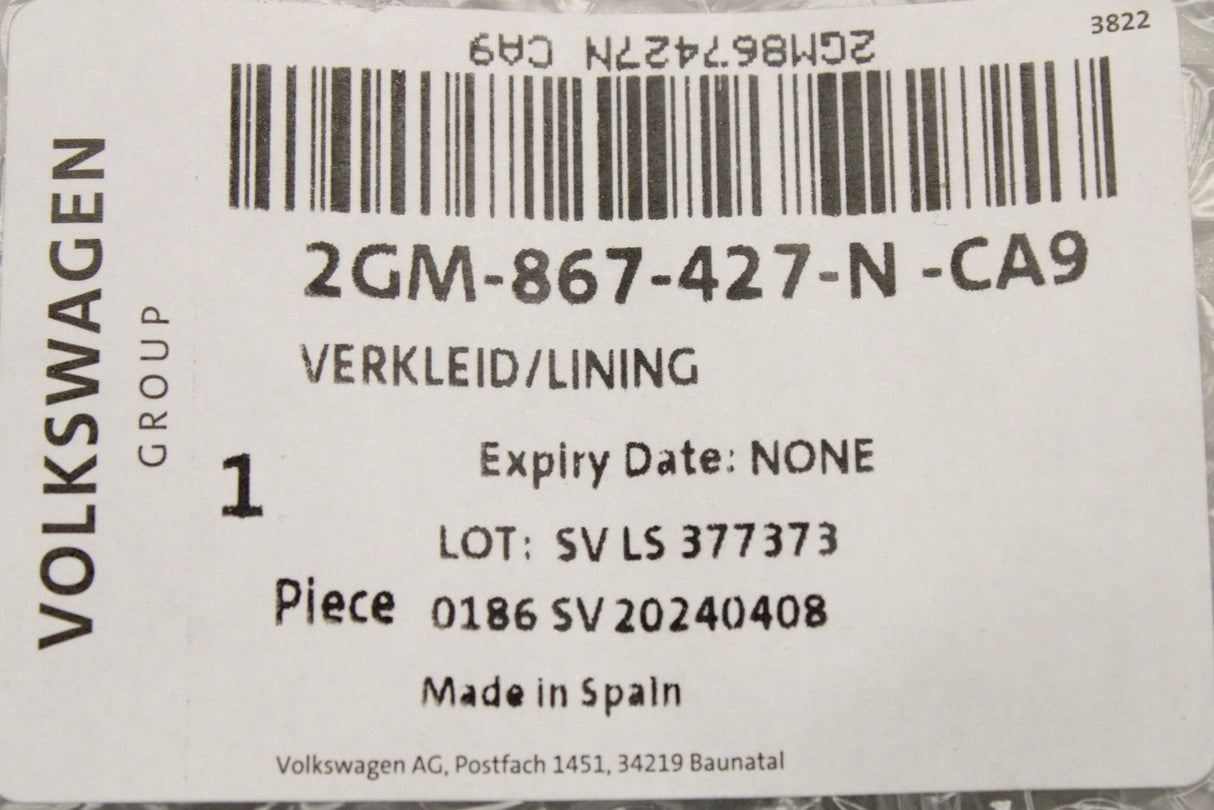 3822
2GM867427N CA9
2GM-867-427-N -CA9
VERKLEID/LINING
Expiry Date: NONE
1
LOT: SV LS 377373
Piece 0186 SV 20240408
Made in Spain
Volkswagen AG, Postfach 1451, 34219 Baunatal
VOLKSWAGEN
GROUP